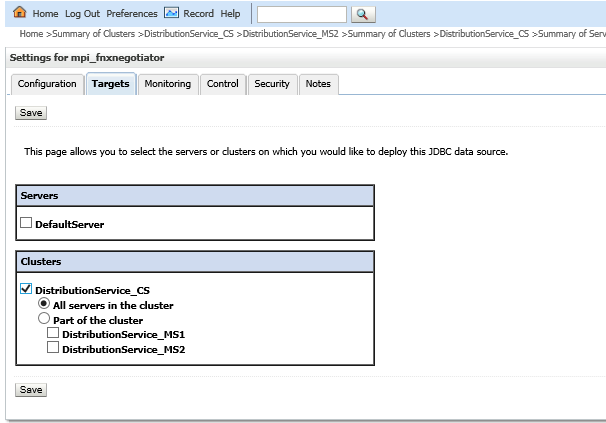 Home Log Out Preferences Record Help
Home >Summary of Clusters >DistributionService_CS >DistributionService_MS2 >Summary of Clusters >DistributionService_CS >Summary of Serv
Settings for mpi_fnxnegotiator
Configuration Targets Monitoring Control Security Notes
Save
This page allows you to select the servers or clusters on which you would like to deploy this JDBC data source.
Servers
DefaultServer
Clusters
DistributionService_CS
All servers in the cluster
Part of the cluster
DistributionService_MS1
DistributionService_MS2
Save